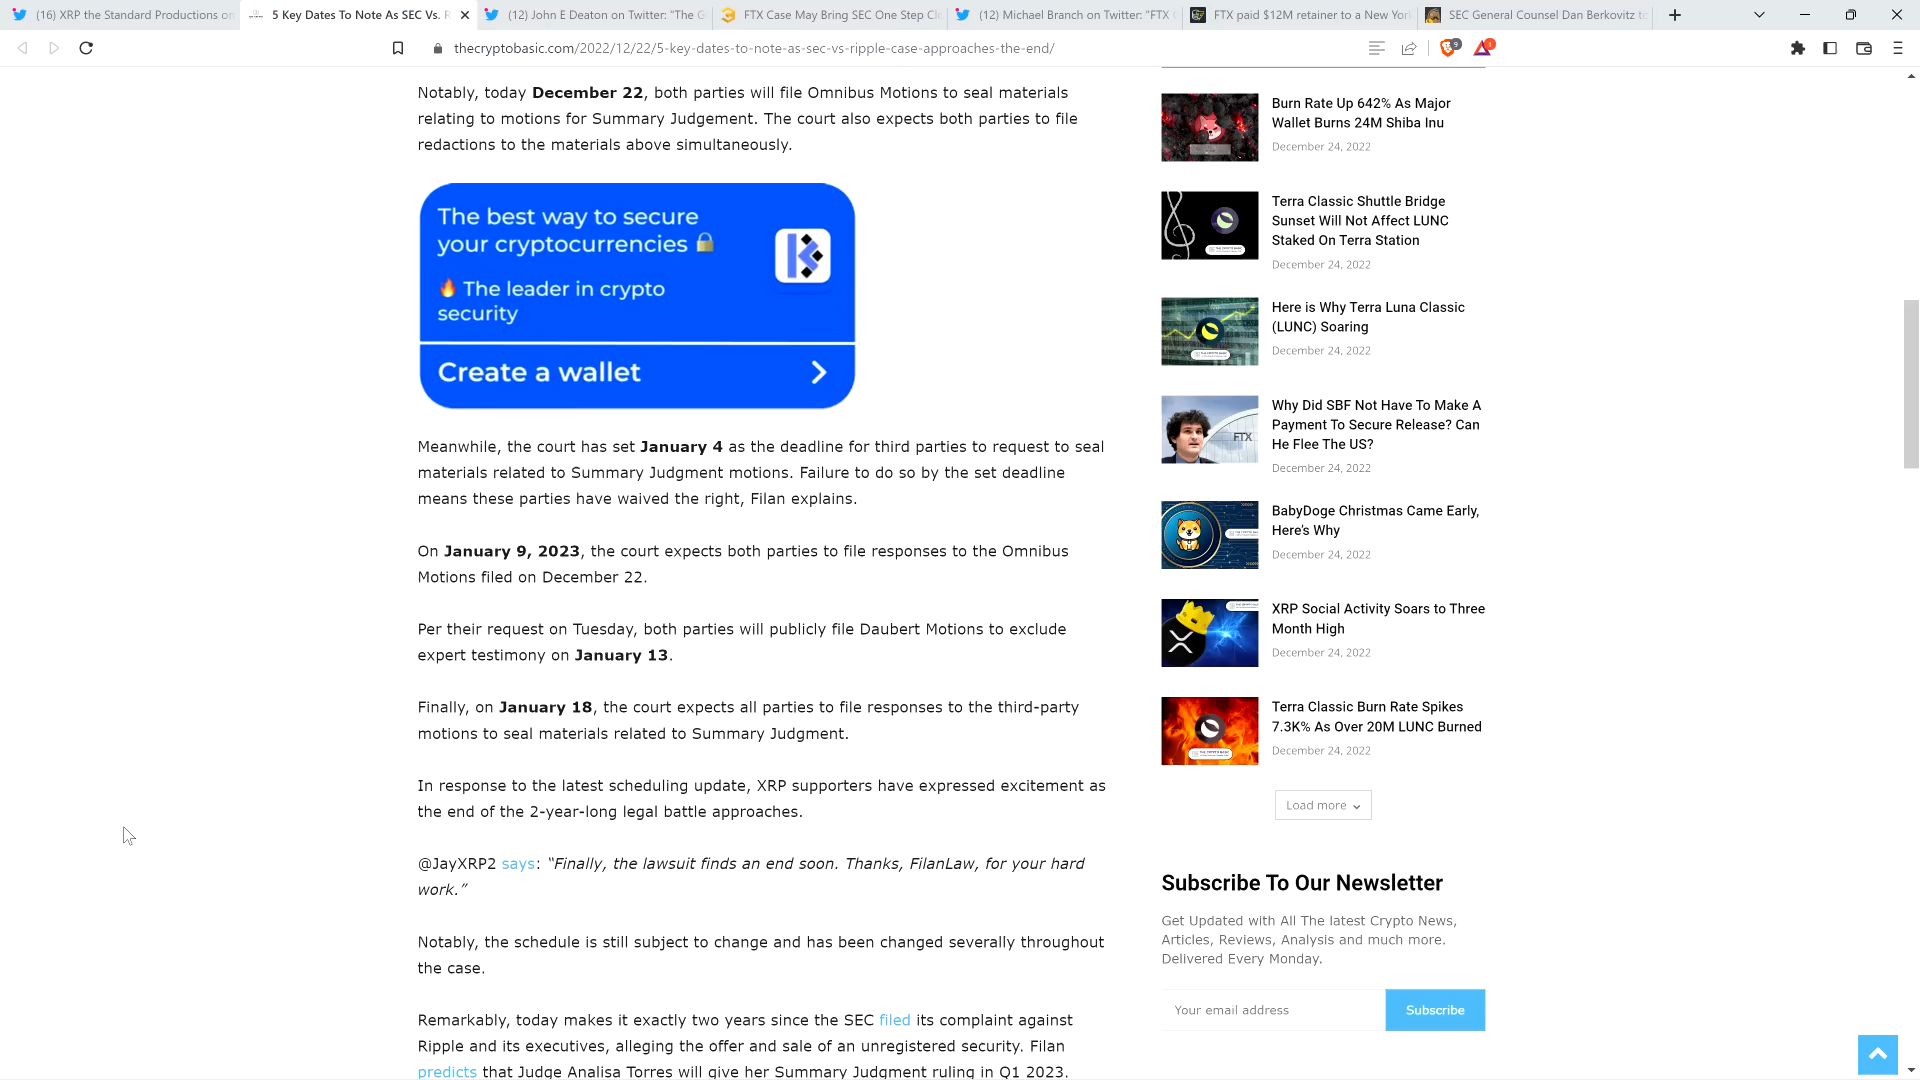 (16) XRP the Standard Productions on
5 Key Dates To Note As SEC Vs. R
(12) John E Deaton on Twitter: "The G
FTX Case May Bring SEC One Step Cl
(12) Michael Branch on Twitter: "FTX
FTX paid $12M retainer to a New York
SEC General Counsel Dan Berkovitz to
thecryptobasic.com/2022/12/22/5-key-dates-to-note-as-sec-vs-ripple-case-approaches-the-end/
Notably, today December 22, both parties will file Omnibus Motions to seal materials
relating to motions for Summary Judgement. The court also expects both parties to file
redactions to the materials above simultaneously.
The best way to secure
your cryptocurrencies 🔒
🔥 The leader in crypto
security
Create a wallet
Meanwhile, the court has set January 4 as the deadline for third parties to request to seal
materials related to Summary Judgment motions. Failure to do so by the set deadline
means these parties have waived the right, Filan explains.
On January 9, 2023, the court expects both parties to file responses to the Omnibus
Motions filed on December 22.
Per their request on Tuesday, both parties will publicly file Daubert Motions to exclude
expert testimony on January 13.
Finally, on January 18, the court expects all parties to file responses to the third-party
motions to seal materials related to Summary Judgment.
In response to the latest scheduling update, XRP supporters have expressed excitement as
the end of the 2-year-long legal battle approaches.
@JayXRP2 says: “Finally, the lawsuit finds an end soon. Thanks, FilanLaw, for your hard
work.”
Notably, the schedule is still subject to change and has been changed severally throughout
the case.
Remarkably, today makes it exactly two years since the SEC filed its complaint against
Ripple and its executives, alleging the offer and sale of an unregistered security. Filan
predicts that Judge Analisa Torres will give her Summary Judgment ruling in Q1 2023.
Burn Rate Up 642% As Major
Wallet Burns 24M Shiba Inu
December 24, 2022
Terra Classic Shuttle Bridge
Sunset Will Not Affect LUNC
Staked On Terra Station
December 24, 2022
Here is Why Terra Luna Classic
(LUNC) Soaring
December 24, 2022
FTX
Why Did SBF Not Have To Make A
Payment To Secure Release? Can
He Flee The US?
December 24, 2022
BabyDoge Christmas Came Early,
Here's Why
December 24, 2022
XRP Social Activity Soars to Three
Month High
December 24, 2022
Terra Classic Burn Rate Spikes
7.3K% As Over 20M LUNC Burned
December 24, 2022
Load more
Subscribe To Our Newsletter
Get Updated with All The latest Crypto News,
Articles, Reviews, Analysis and much more.
Delivered Every Monday.
Your email address
Subscribe